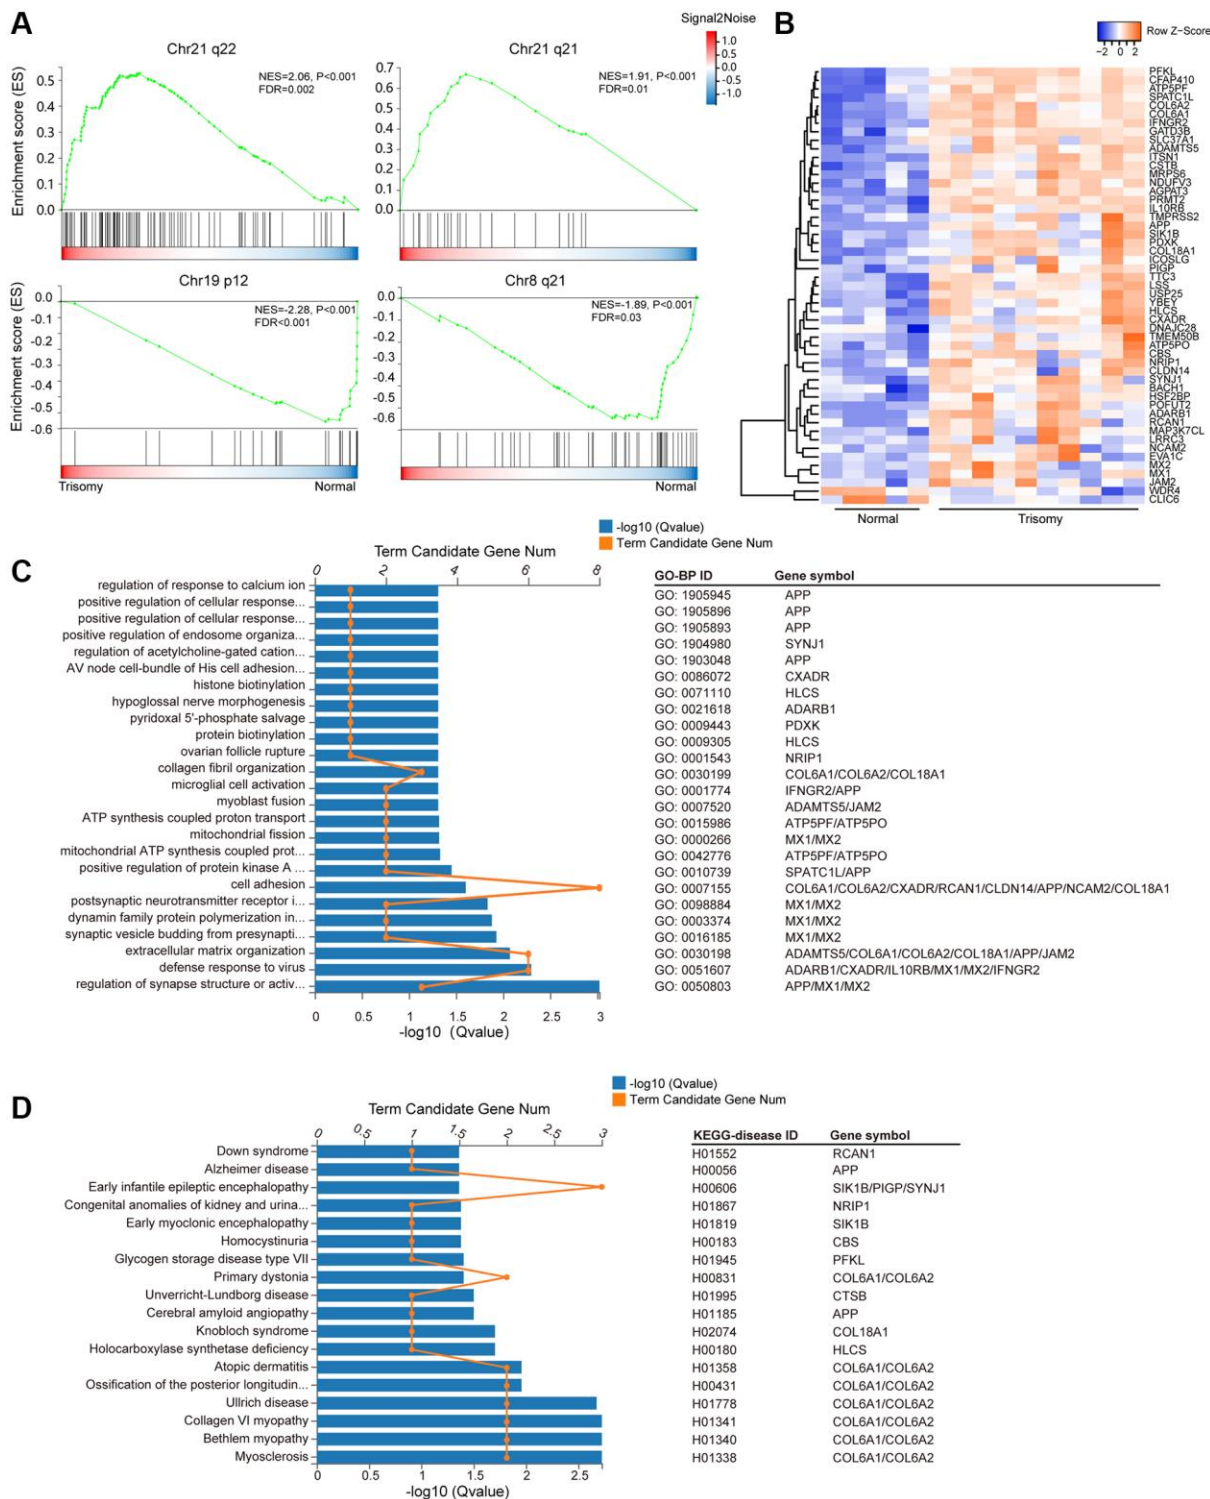 A
Signal2Noise
1.0
0.5
0.0
-0.5
-1.0
Chr21 q22
NES=2.06, P<0.001
FDR=0.002
Enrichment score (ES)
0.5
0.4
0.3
0.2
0.1
0.0
Chr21 q21
NES=1.91, P<0.001
FDR=0.01
0.7
0.6
0.5
0.4
0.3
0.2
0.1
0.0
Chr19 p12
NES=-2.28, P<0.001
FDR<0.001
Enrichment score (ES)
0.0
-0.1
-0.2
-0.3
-0.4
-0.5
-0.6
Trisomy
Normal
Chr8 q21
NES=-1.89, P<0.001
FDR=0.03
0.0
-0.2
-0.4
-0.6
Normal
B
Row Z-Score
-2 0 2
PFKL
CFAP410
ATP5PF
SPATC1L
COL6A2
COL6A1
IFNGR2
GATD3B
SLC37A1
ADAMTS5
ITSN1
CSTB
MRPS6
NDUFV3
AGPAT3
PRMT2
IL10RB
TMPRSS2
APP
SIK1B
PDXK
COL18A1
ICOSLG
PIGP
TTC3
LSS
USP25
YBEY
HLCS
CXADR
DNAJC28
TMEM50B
ATP5PO
CBS
NRIP1
CLDN14
SYNJ1
BACH1
HSF2BP
POFUT2
ADARB1
RCAN1
MAP3K7CL
LRRC3
NCAM2
EVA1C
MX2
MX1
JAM2
WDR4
CLIC6
Normal
Trisomy
-log10 (Qvalue)
Term Candidate Gene Num
C
Term Candidate Gene Num
0 2 4 6 8
GO-BP ID Gene symbol
regulation of response to calcium ion GO: 1905945 APP
positive regulation of cellular response... GO: 1905896 APP
positive regulation of cellular response... GO: 1905893 APP
positive regulation of endosome organiza... GO: 1904980 SYNJ1
regulation of acetylcholine-gated cation... GO: 1903048 APP
AV node cell-bundle of His cell adhesion... GO: 0086072 CXADR
histone biotinylation GO: 0071110 HLCS
hypoglossal nerve morphogenesis GO: 0021618 ADARB1
pyridoxal 5'-phosphate salvage GO: 0009443 PDXK
protein biotinylation GO: 0009305 HLCS
ovarian follicle rupture GO: 0001543 NRIP1
collagen fibril organization GO: 0030199 COL6A1/COL6A2/COL18A1
microglial cell activation GO: 0001774 IFNGR2/APP
myoblast fusion GO: 0007520 ADAMTS5/JAM2
ATP synthesis coupled proton transport GO: 0015986 ATP5PF/ATP5PO
mitochondrial fission GO: 0000266 MX1/MX2
mitochondrial ATP synthesis coupled prot... GO: 0042776 ATP5PF/ATP5PO
positive regulation of protein kinase A ... GO: 0010739 SPATC1L/APP
cell adhesion GO: 0007155 COL6A1/COL6A2/CXADR/RCAN1/CLDN14/APP/NCAM2/COL18A1
postsynaptic neurotransmitter receptor i... GO: 0098884 MX1/MX2
dynamin family protein polymerization in... GO: 0003374 MX1/MX2
synaptic vesicle budding from presynapti... GO: 0016185 MX1/MX2
extracellular matrix organization GO: 0030198 ADAMTS5/COL6A1/COL6A2/COL18A1/APP/JAM2
defense response to virus GO: 0051607 ADARB1/CXADR/IL10RB/MX1/MX2/IFNGR2
regulation of synapse structure or activ... GO: 0050803 APP/MX1/MX2
0 0.5 1 1.5 2 2.5 3
-log10 (Qvalue)
-log10 (Qvalue)
Term Candidate Gene Num
D
Term Candidate Gene Num
0 0.5 1 1.5 2 2.5 3
KEGG-disease ID Gene symbol
Down syndrome H01552 RCAN1
Alzheimer disease H00056 APP
Early infantile epileptic encephalopathy H00606 SIK1B/PIGP/SYNJ1
Congenital anomalies of kidney and urina... H01867 NRIP1
Early myoclonic encephalopathy H01819 SIK1B
Homocystinuria H00183 CBS
Glycogen storage disease type VII H01945 PFKL
Primary dystonia H00831 COL6A1/COL6A2
Unverricht-Lundborg disease H01995 CTSB
Cerebral amyloid angiopathy H01185 APP
Knobloch syndrome H02074 COL18A1
Holocarboxylase synthetase deficiency H00180 HLCS
Atopic dermatitis H01358 COL6A1/COL6A2
Ossification of the posterior longitudin... H00431 COL6A1/COL6A2
Ullrich disease H01778 COL6A1/COL6A2
Collagen VI myopathy H01341 COL6A1/COL6A2
Bethlem myopathy H01340 COL6A1/COL6A2
Myosclerosis H01338 COL6A1/COL6A2
0 0.5 1 1.5 2 2.5
-log10 (Qvalue)